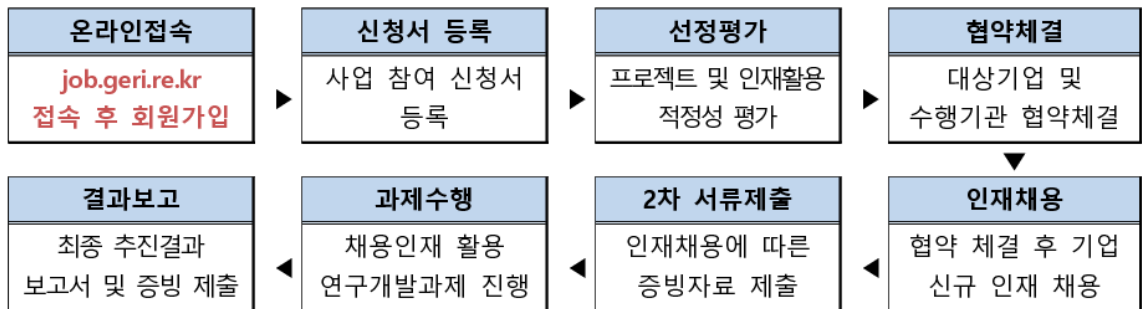 온라인접속
job.geri.re.kr
접속 후 회원가입
▶
신청서 등록
사업 참여 신청서
등록
▶
선정평가
프로젝트 및 인재활용
적정성 평가
▶
협약체결
대상기업 및
수행기관 협약체결
▼
인재채용
협약 체결 후 기업
신규 인재 채용
◀
2차 서류제출
인재채용에 따른
증빙자료 제출
◀
과제수행
채용인재 활용
연구개발과제 진행
◀
결과보고
최종 추진결과
보고서 및 증빙 제출